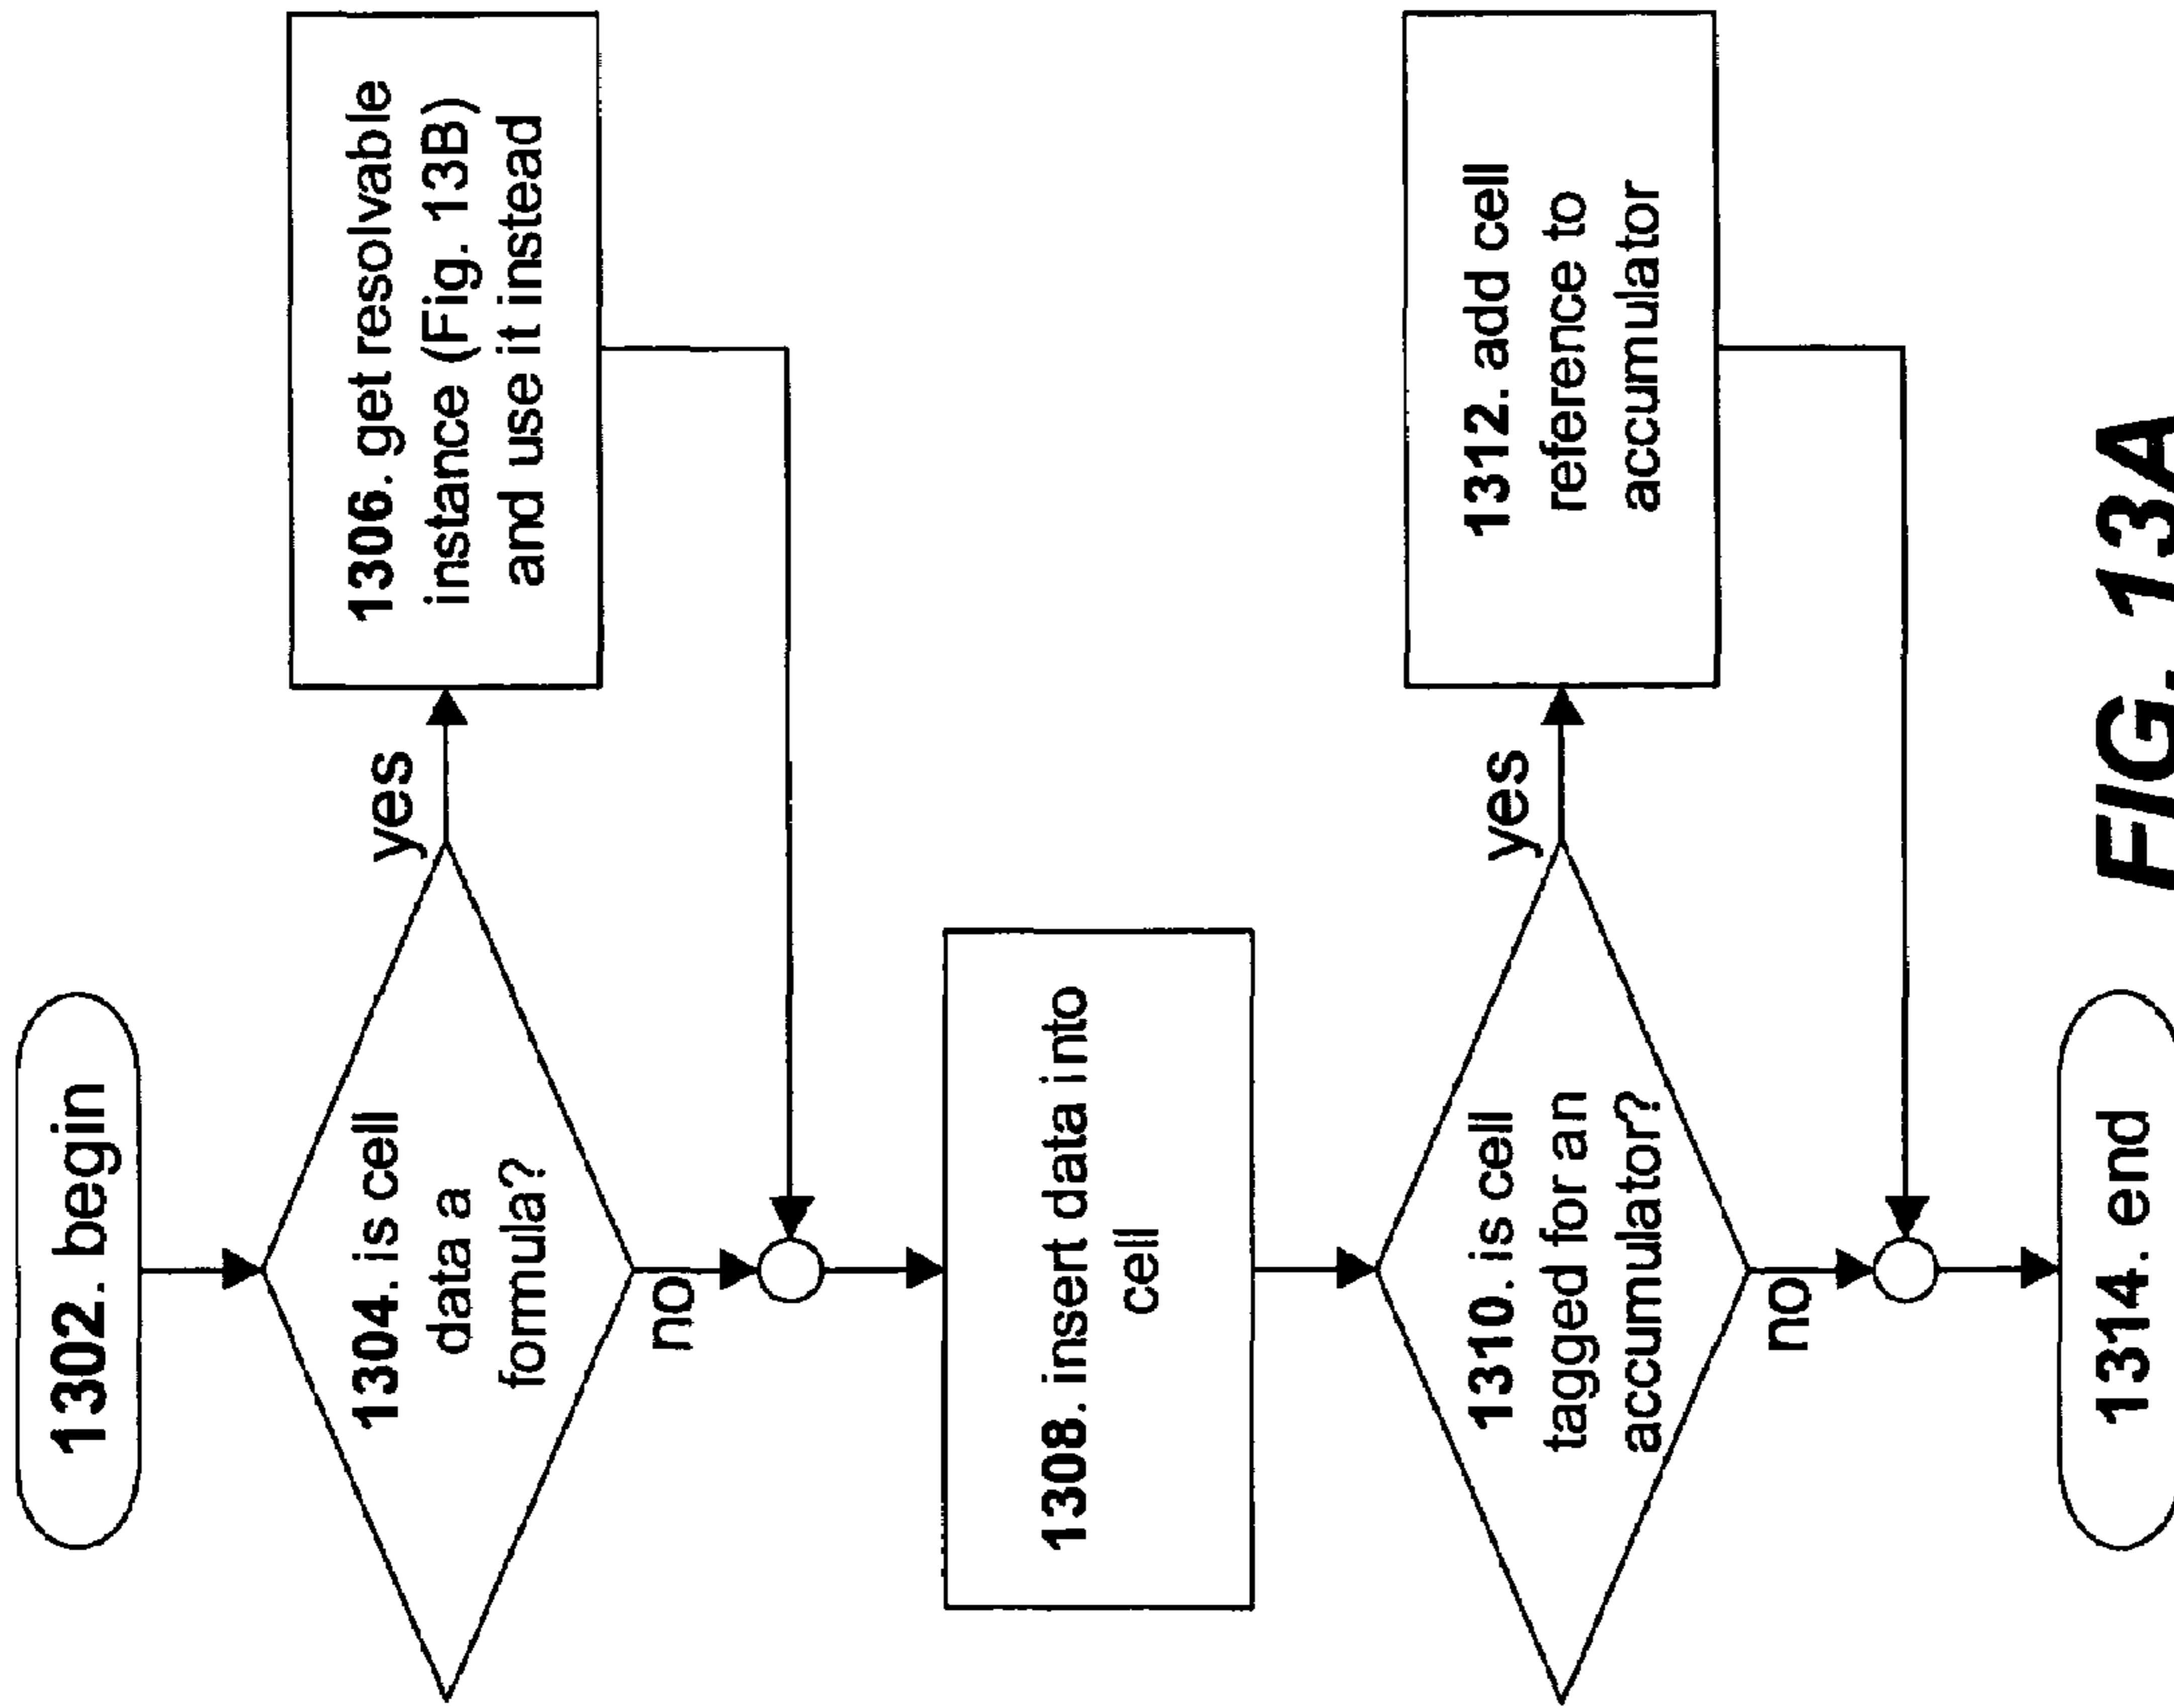 1302. begin
1304. is cell
data a
formula?
yes
1306. get resolvable
instance (Fig. 13B)
and use it instead
no
1308. insert data into
cell
1310. is cell
tagged for an
accumulator?
yes
1312. add cell
reference to
accumulator
no
1314. end
FIG. 13A